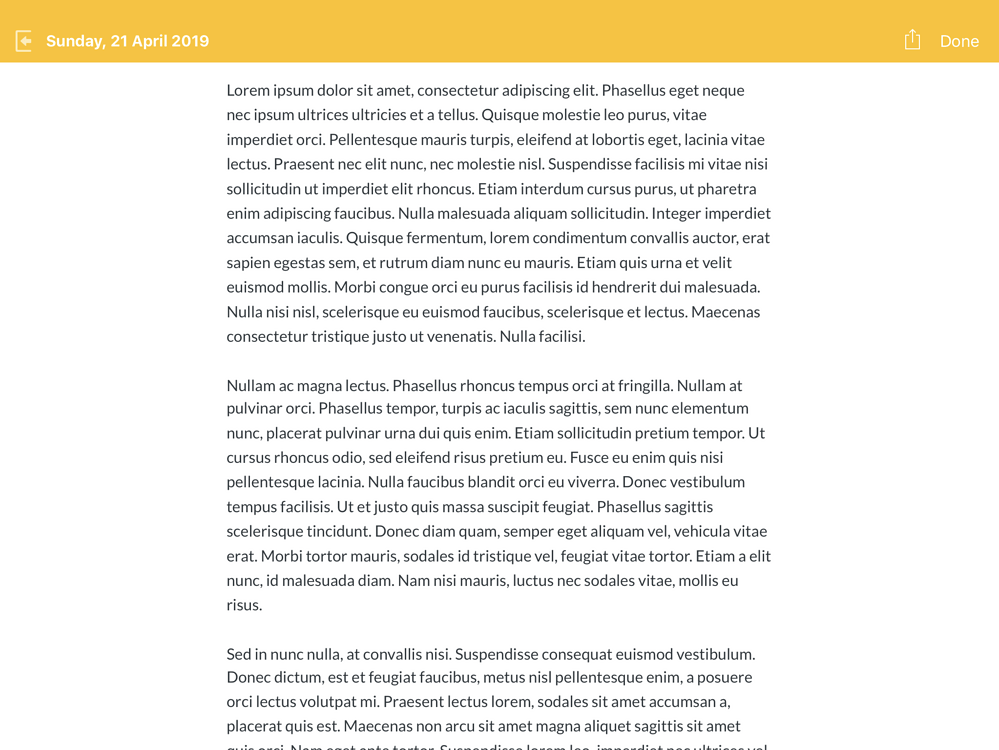 Sunday, 21 April 2019
Done
Lorem ipsum dolor sit amet, consectetur adipiscing elit. Phasellus eget neque
nec ipsum ultrices ultricies et a tellus. Quisque molestie leo purus, vitae
imperdiet orci. Pellentesque mauris turpis, eleifend at lobortis eget, lacinia vitae
lectus. Praesent nec elit nunc, nec molestie nisl. Suspendisse facilisis mi vitae nisi
sollicitudin ut imperdiet elit rhoncus. Etiam interdum cursus purus, ut pharetra
enim adipiscing faucibus. Nulla malesuada aliquam sollicitudin. Integer imperdiet
accumsan iaculis. Quisque fermentum, lorem condimentum convallis auctor, erat
sapien egestas sem, et rutrum diam nunc eu mauris. Etiam quis urna et velit
euismod mollis. Morbi congue orci eu purus facilisis id hendrerit dui malesuada.
Nulla nisi nisl, scelerisque eu euismod faucibus, scelerisque et lectus. Maecenas
consectetur tristique justo ut venenatis. Nulla facilisi.
Nullam ac magna lectus. Phasellus rhoncus tempus orci at fringilla. Nullam at
pulvinar orci. Phasellus tempor, turpis ac iaculis sagittis, sem nunc elementum
nunc, placerat pulvinar urna dui quis enim. Etiam sollicitudin pretium tempor. Ut
cursus rhoncus odio, sed eleifend risus pretium eu. Fusce eu enim quis nisi
pellentesque lacinia. Nulla faucibus blandit orci eu viverra. Donec vestibulum
tempus facilisis. Ut et justo quis massa suscipit feugiat. Phasellus sagittis
scelerisque tincidunt. Donec diam quam, semper eget aliquam vel, vehicula vitae
erat. Morbi tortor mauris, sodales id tristique vel, feugiat vitae tortor. Etiam a elit
nunc, id malesuada diam. Nam nisi mauris, luctus nec sodales vitae, mollis eu
risus.
Sed in nunc nulla, at convallis nisi. Suspendisse consequat euismod vestibulum.
Donec dictum, est et feugiat faucibus, metus nisl pellentesque enim, a posuere
orci lectus volutpat mi. Praesent lectus lorem, sodales sit amet accumsan a,
placerat quis est. Maecenas non arcu sit amet magna aliquet sagittis sit amet
quis orci. Nam eget ante tortor. Suspendisse lorem leo, imperdiet nec ultrices vel